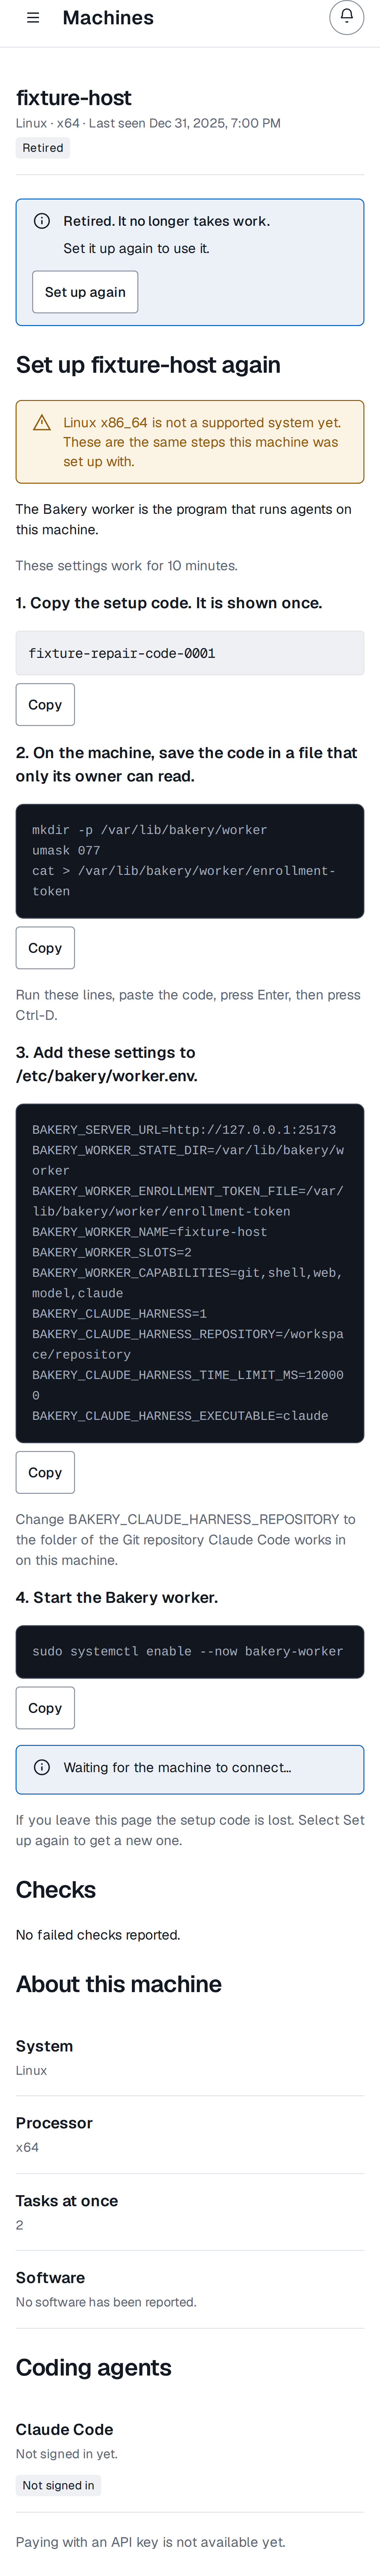 Machines
fixture-host
Linux · x64 · Last seen Dec 31, 2025, 7:00 PM
Retired
Retired. It no longer takes work.
Set it up again to use it.
Set up again
Set up fixture-host again
Linux x86_64 is not a supported system yet.
These are the same steps this machine was
set up with.
The Bakery worker is the program that runs agents on
this machine.
These settings work for 10 minutes.
1. Copy the setup code. It is shown once.
fixture-repair-code-0001
Copy
2. On the machine, save the code in a file that
only its owner can read.
mkdir -p /var/lib/bakery/worker
umask 077
cat > /var/lib/bakery/worker/enrollment-
token
Copy
Run these lines, paste the code, press Enter, then press
Ctrl-D.
3. Add these settings to
/etc/bakery/worker.env.
BAKERY_SERVER_URL=http://127.0.0.1:25173
BAKERY_WORKER_STATE_DIR=/var/lib/bakery/w
orker
BAKERY_WORKER_ENROLLMENT_TOKEN_FILE=/var/
lib/bakery/worker/enrollment-token
BAKERY_WORKER_NAME=fixture-host
BAKERY_WORKER_SLOTS=2
BAKERY_WORKER_CAPABILITIES=git,shell,web,
model,claude
BAKERY_CLAUDE_HARNESS=1
BAKERY_CLAUDE_HARNESS_REPOSITORY=/workspa
ce/repository
BAKERY_CLAUDE_HARNESS_TIME_LIMIT_MS=12000
0
BAKERY_CLAUDE_HARNESS_EXECUTABLE=claude
Copy
Change BAKERY_CLAUDE_HARNESS_REPOSITORY to
the folder of the Git repository Claude Code works in
on this machine.
4. Start the Bakery worker.
sudo systemctl enable --now bakery-worker
Copy
Waiting for the machine to connect...
If you leave this page the setup code is lost. Select Set
up again to get a new one.
Checks
No failed checks reported.
About this machine
System
Linux
Processor
x64
Tasks at once
2
Software
No software has been reported.
Coding agents
Claude Code
Not signed in yet.
Not signed in
Paying with an API key is not available yet.